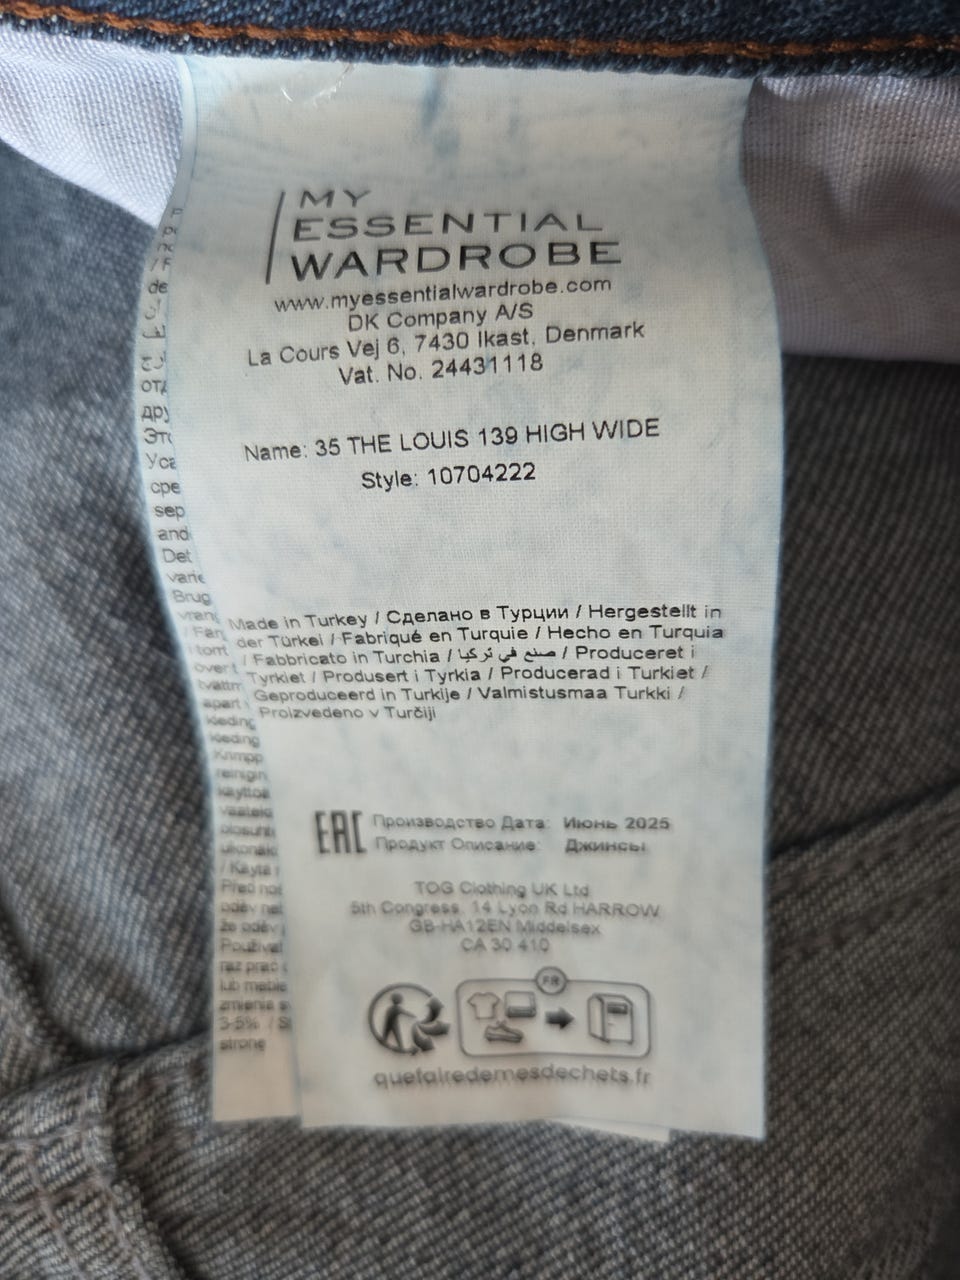 MY
ESSENTIAL
WARDROBE
www.myessentialwardrobe.com
DK Company A/S
La Cours Vej 6, 7430 Ikast, Denmark
Vat. No. 24431118
Name: 35 THE LOUIS 139 HIGH WIDE
Style: 10704222
Made in Turkey / Сделано в Турции / Hergestellt in
der Türkei / Fabriqué en Turquie / Hecho en Turquia
/ Fabbricato in Turchia / صنع في تركيا / Produceret i
Tyrkiet / Produsert i Tyrkia / Producerad i Turkiet /
Geproduceerd in Turkije / Valmistusmaa Turkki /
Proizvedeno v Turčiji
EAC
Производство Дата: Июнь 2025
Продукт Описание: Джинсы
TOG Clothing UK Ltd
5th Congress, 14 Lyon Rd HARROW
GB-HA12EN Middelsex
CA 30 410
FR
quefairedemesdechets.fr